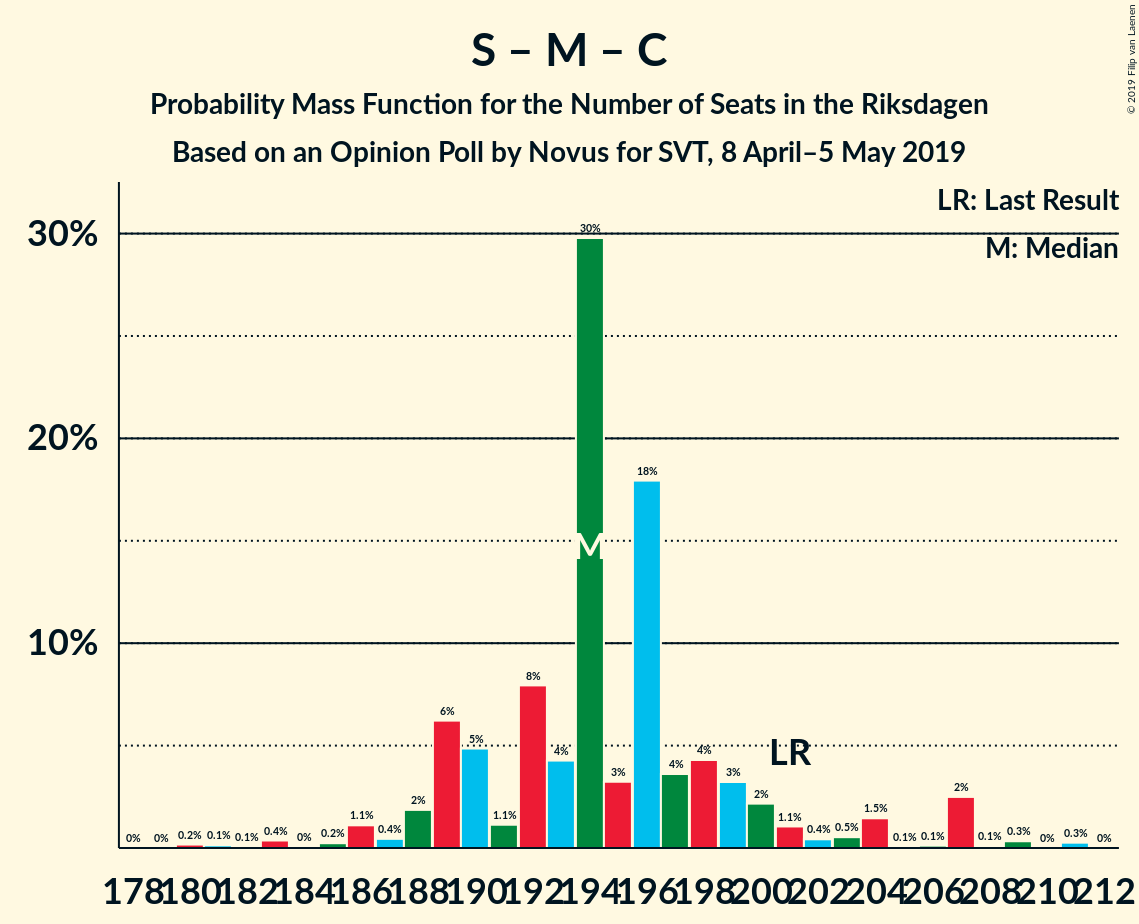 S – M – C
Probability Mass Function for the Number of Seats in the Riksdagen
Based on an Opinion Poll by Novus for SVT, 8 April–5 May 2019
© 2019 Filip van Laenen
LR: Last Result
M: Median
30%
20%
10%
0% 0% 0.2% 0.1% 0.1% 0.4% 0% 0.2% 1.1% 0.4% 2% 6% 5% 1.1% 8% 4% 30% 3% 18% 4% 4% 3% 2% 1.1% 0.4% 0.5% 1.5% 0.1% 0.1% 2% 0.1% 0.3% 0% 0.3% 0%
M
LR
178 180 182 184 186 188 190 192 194 196 198 200 202 204 206 208 210 212